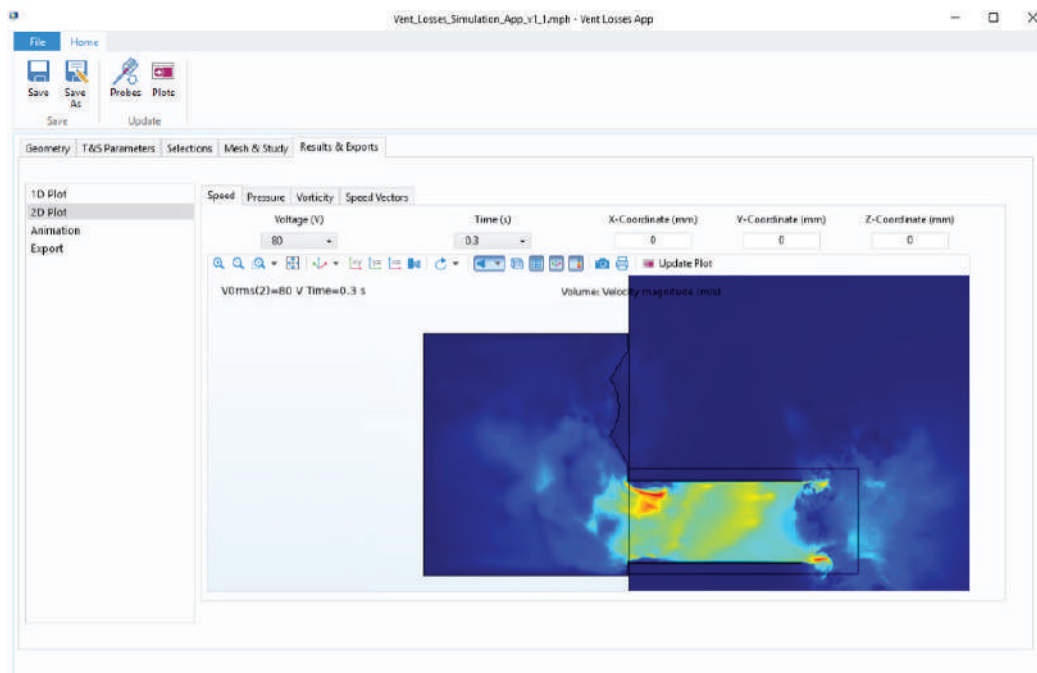 Vent_Losses_Simulation_App_v1_1.mph - Vent Losses App
File Home
Save Save As Probes Plots
Save Update
Geometry T&S Parameters Selections Mesh & Study Results & Exports
1D Plot
2D Plot
Animation
Export
Speed Pressure Vorticity Speed Vectors
Voltage (V) Time (s) X-Coordinate (mm) Y-Coordinate (mm) Z-Coordinate (mm)
80 0.3 0 0 0
Update Plot
V0rms(2)=80 V Time=0.3 s Volume: Velocity magnitude (m/s)